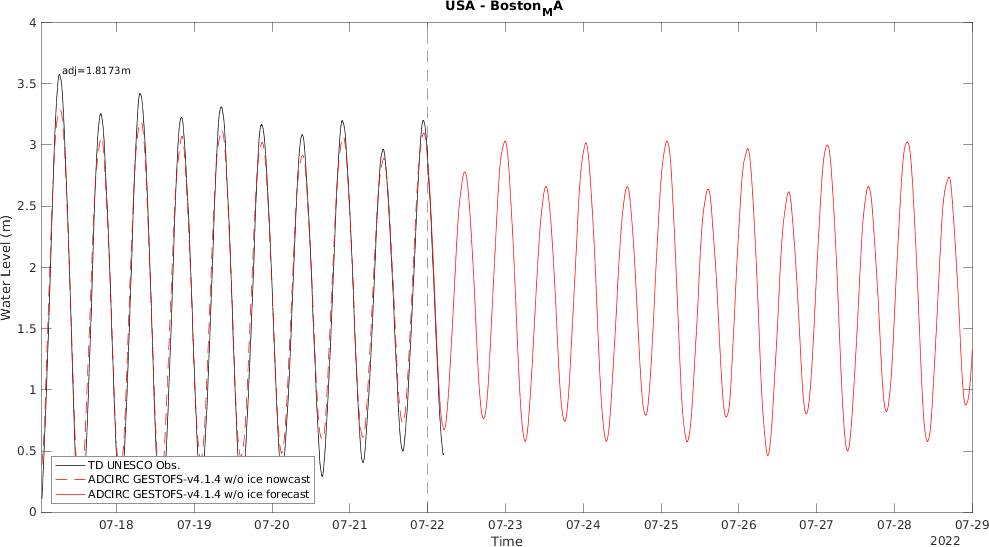 USA - Boston_MA
4
adj=1.8173m
3.5
3
2.5
2
1.5
1
0.5
0
Water Level (m)
TD UNESCO Obs.
ADCIRC GESTOFS-v4.1.4 w/o ice nowcast
ADCIRC GESTOFS-v4.1.4 w/o ice forecast
07-18 07-19 07-20 07-21 07-22 07-23 07-24 07-25 07-26 07-27 07-28 07-29
Time
2022